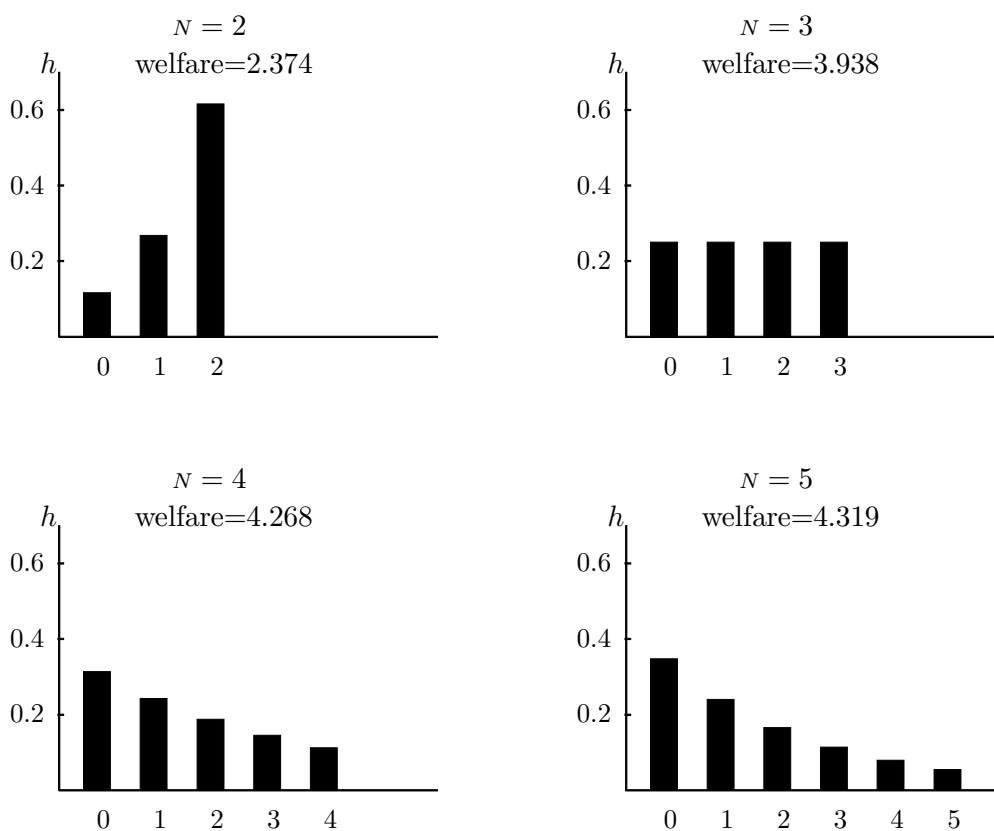 N = 2
welfare=2.374
h
0.6
0.4
0.2
0 1 2
N = 3
welfare=3.938
h
0.6
0.4
0.2
0 1 2 3
N = 4
welfare=4.268
h
0.6
0.4
0.2
0 1 2 3 4
N = 5
welfare=4.319
h
0.6
0.4
0.2
0 1 2 3 4 5